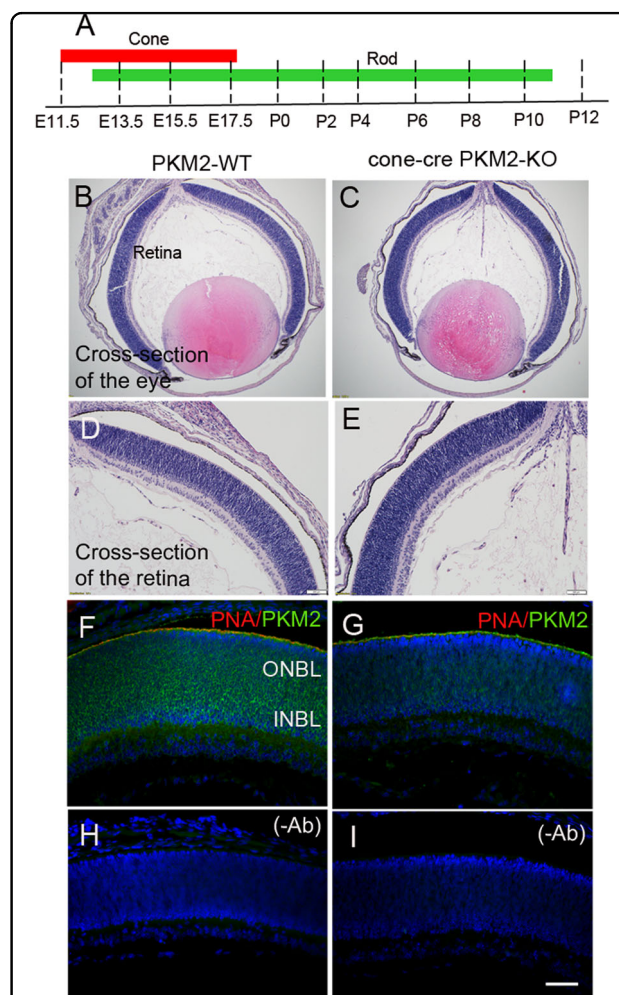 A
Cone
Rod
E11.5 E13.5 E15.5 E17.5 P0 P2 P4 P6 P8 P10 P12
PKM2-WT cone-cre PKM2-KO
B
C
Retina
Cross-section
of the eye
D
E
Cross-section
of the retina
F PNA/PKM2
G PNA/PKM2
ONBL
INBL
H (-Ab)
I (-Ab)